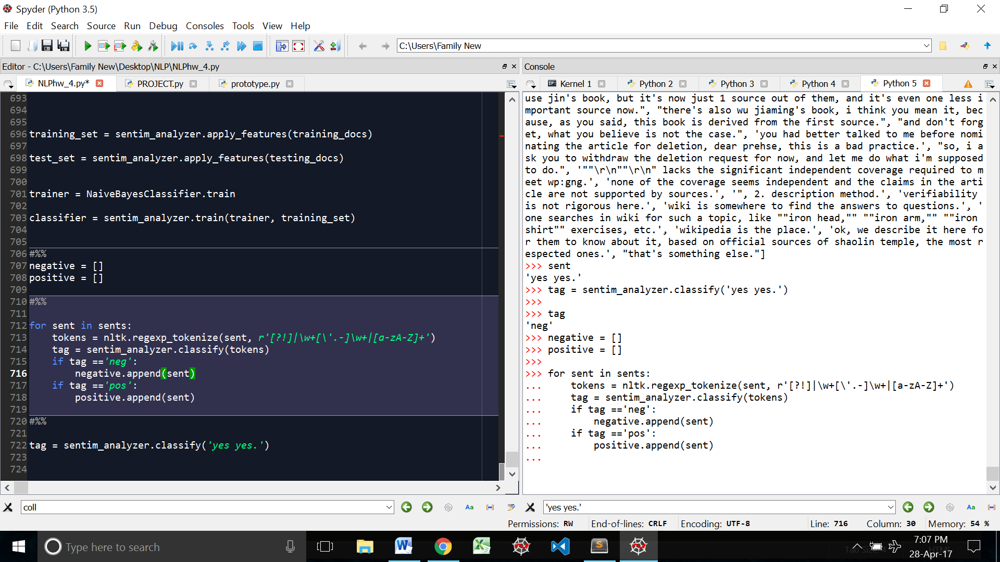 Spyder (Python 3.5)
File Edit Search Source Run Debug Consoles Tools View Help
C:\Users\Family New
Editor - C:\Users\Family New\Desktop\NLP\NLPhw_4.py
NLPhw_4.py* PROJECT.py prototype.py
693
694
695
696 training_set = sentim_analyzer.apply_features(training_docs)
697
698 test_set = sentim_analyzer.apply_features(testing_docs)
699
700
701 trainer = NaiveBayesClassifier.train
702
703 classifier = sentim_analyzer.train(trainer, training_set)
704
705
706 #%%
707 negative = []
708 positive = []
709
710 #%%
711
712 for sent in sents:
713     tokens = nltk.regexp_tokenize(sent, r'[?!]|\w+[\'.-]\w+|[a-zA-Z]+')
714     tag = sentim_analyzer.classify(tokens)
715     if tag =='neg':
716         negative.append(sent)
717     if tag =='pos':
718         positive.append(sent)
719
720 #%%
721
722 tag = sentim_analyzer.classify('yes yes.')
723
724
coll
Console
IP: Kernel 1 Python 2 Python 3 Python 4 Python 5
use jin's book, but it's now just 1 source out of them, and it's even one less i
mportant source now.", "there's also wu jiaming's book, i think you mean it, bec
ause, as you said, this book is derived from the first source.", "and don't forg
et, what you believe is not the case.", 'you had better talked to me before nomi
nating the article for deletion, dear prehse, this is a bad practice.', "so, i a
sk you to withdraw the deletion request for now, and let me do what i'm supposed
to do.", '""\r\n""\r\n" lacks the significant independent coverage required to m
eet wp:gng.', 'none of the coverage seems independent and the claims in the arti
cle are not supported by sources.', '", 2. description method.', 'verifiability
is not rigorous here.', 'wiki is somewhere to find the answers to questions.', '
one searches in wiki for such a topic, like ""iron head,"" ""iron arm,"" ""iron
shirt"" exercises, etc.', 'wikipedia is the place.', 'ok, we describe it here fo
r them to know about it, based on official sources of shaolin temple, the most r
espected ones.', "that's something else."]
>>> sent
'yes yes.'
>>> tag = sentim_analyzer.classify('yes yes.')
>>>
>>> tag
'neg'
>>> negative = []
>>> positive = []
>>>
>>> for sent in sents:
...     tokens = nltk.regexp_tokenize(sent, r'[?!]|\w+[\'.-]\w+|[a-zA-Z]+')
...     tag = sentim_analyzer.classify(tokens)
...     if tag =='neg':
...         negative.append(sent)
...     if tag =='pos':
...         positive.append(sent)
...
'yes yes.'
Aa
Aa
Permissions: RW End-of-lines: CRLF Encoding: UTF-8 Line: 716 Column: 30 Memory: 54 %
Type here to search
7:07 PM
28-Apr-17